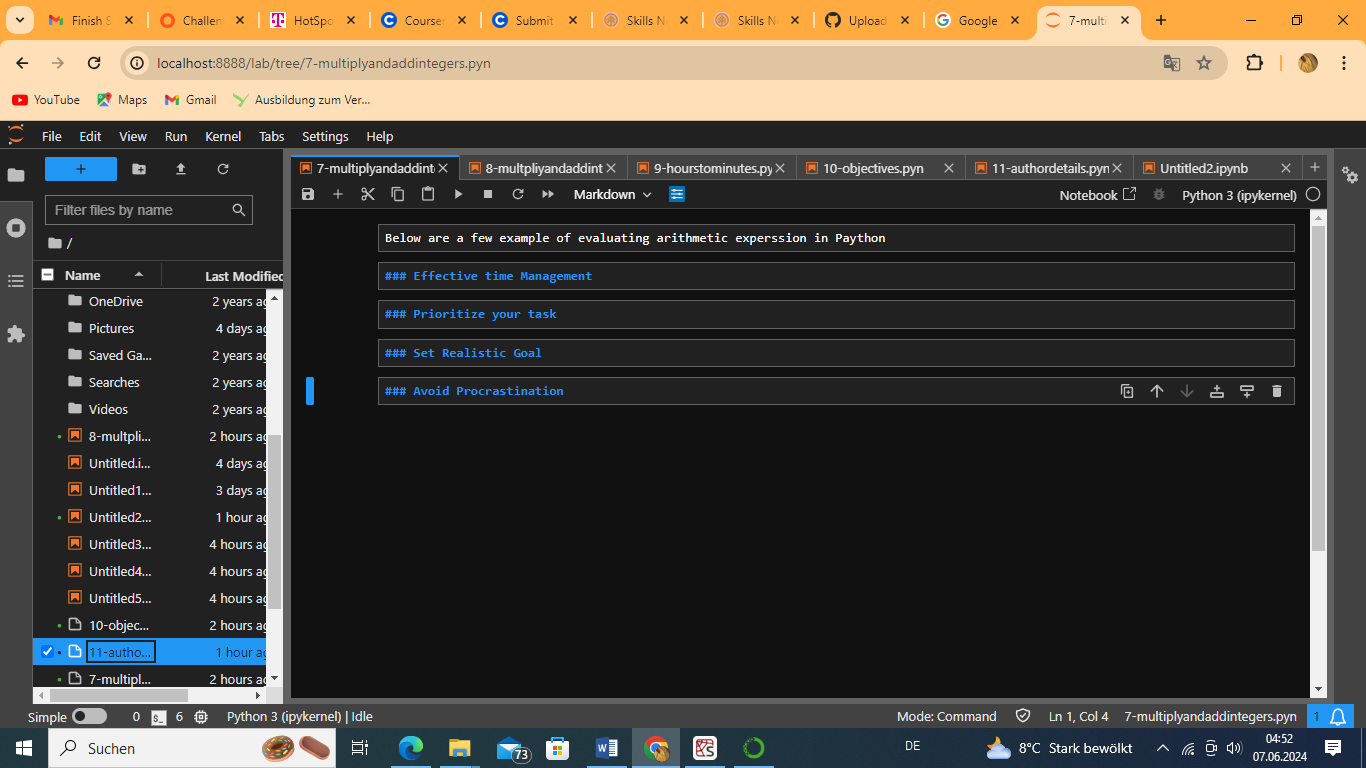 Finish S
Challen
HotSpo
Course
Submit
Skills N
Skills N
Upload
Google
7-multi
localhost:8888/lab/tree/7-multiplyandaddintegers.pyn
YouTube
Maps
Gmail
Ausbildung zum Ver...
File Edit View Run Kernel Tabs Settings Help
7-multiplyandaddint
8-multpliyandaddint
9-hourstominutes.py
10-objectives.pyn
11-authordetails.pyn
Untitled2.ipynb
Filter files by name
Markdown
Notebook
Python 3 (ipykernel)
/
Name
Last Modified
OneDrive 2 years ag
Pictures 4 days ag
Saved Ga... 2 years ag
Searches 2 years ag
Videos 2 years ag
8-multpli... 2 hours ag
Untitled.i... 4 days ag
Untitled1... 3 days ag
Untitled2... 1 hour ag
Untitled3... 4 hours ag
Untitled4... 4 hours ag
Untitled5... 4 hours ag
10-objec... 2 hours ag
11-autho... 1 hour ag
7-multipl... 2 hours ag
Below are a few example of evaluating arithmetic experssion in Paython
### Effective time Management
### Prioritize your task
### Set Realistic Goal
### Avoid Procrastination
Simple 0 6 Python 3 (ipykernel) | Idle
Mode: Command Ln 1, Col 4 7-multiplyandaddintegers.pyn 1
Suchen
73
DE
8°C Stark bewölkt
04:52
07.06.2024